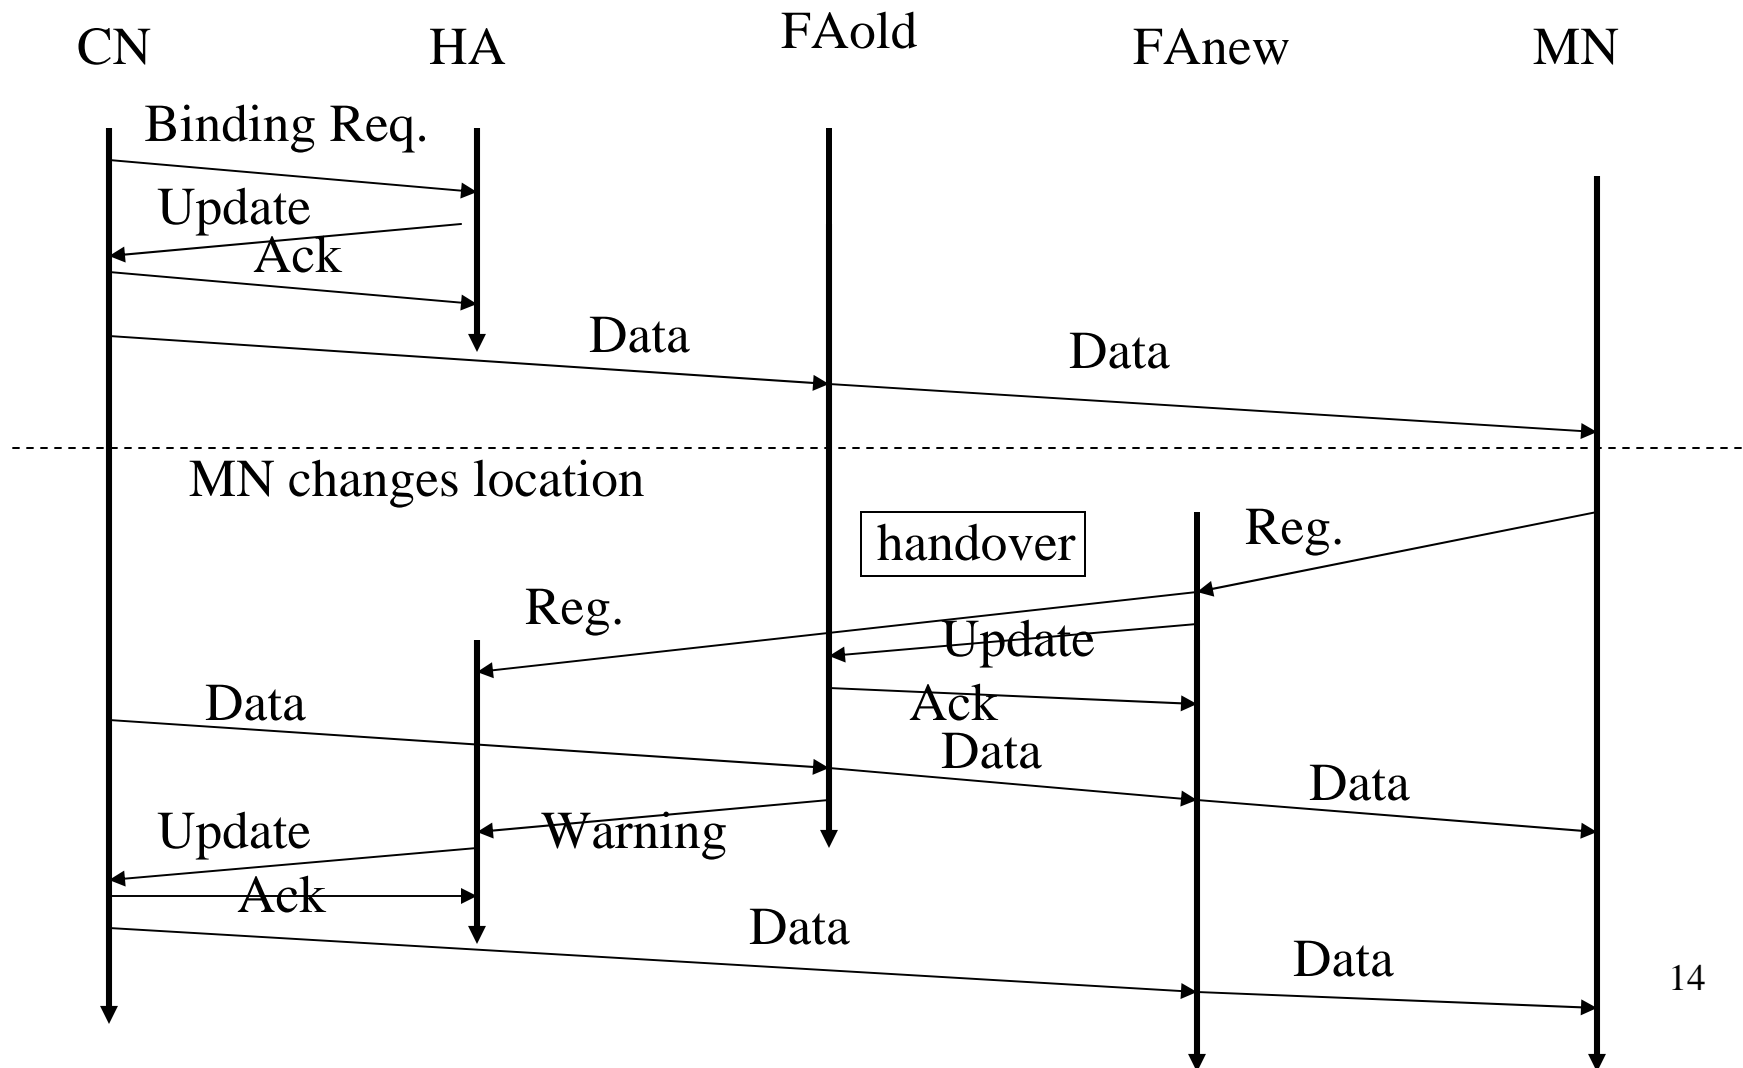 CN
HA
FAold
FAnew
MN
Binding Req.
Update
Ack
Data
Data
MN changes location
handover
Reg.
Reg.
Update
Data
Ack
Data
Data
Update
Warning
Ack
Data
Data
14